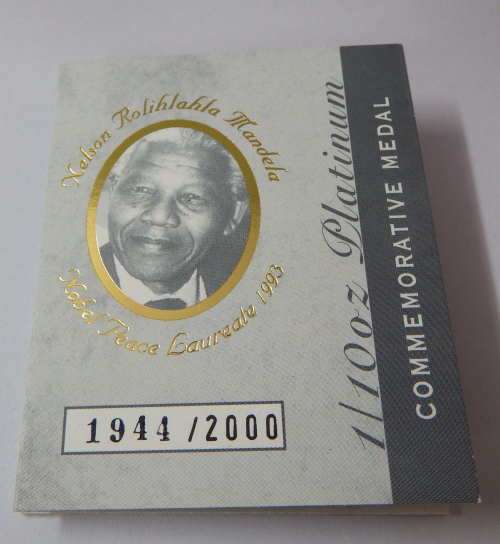 Nelson Rolihlahla Mandela
Nobel Peace Laureate 1993
1944 / 2000
1/10oz Platinum
COMMEMORATIVE MEDAL